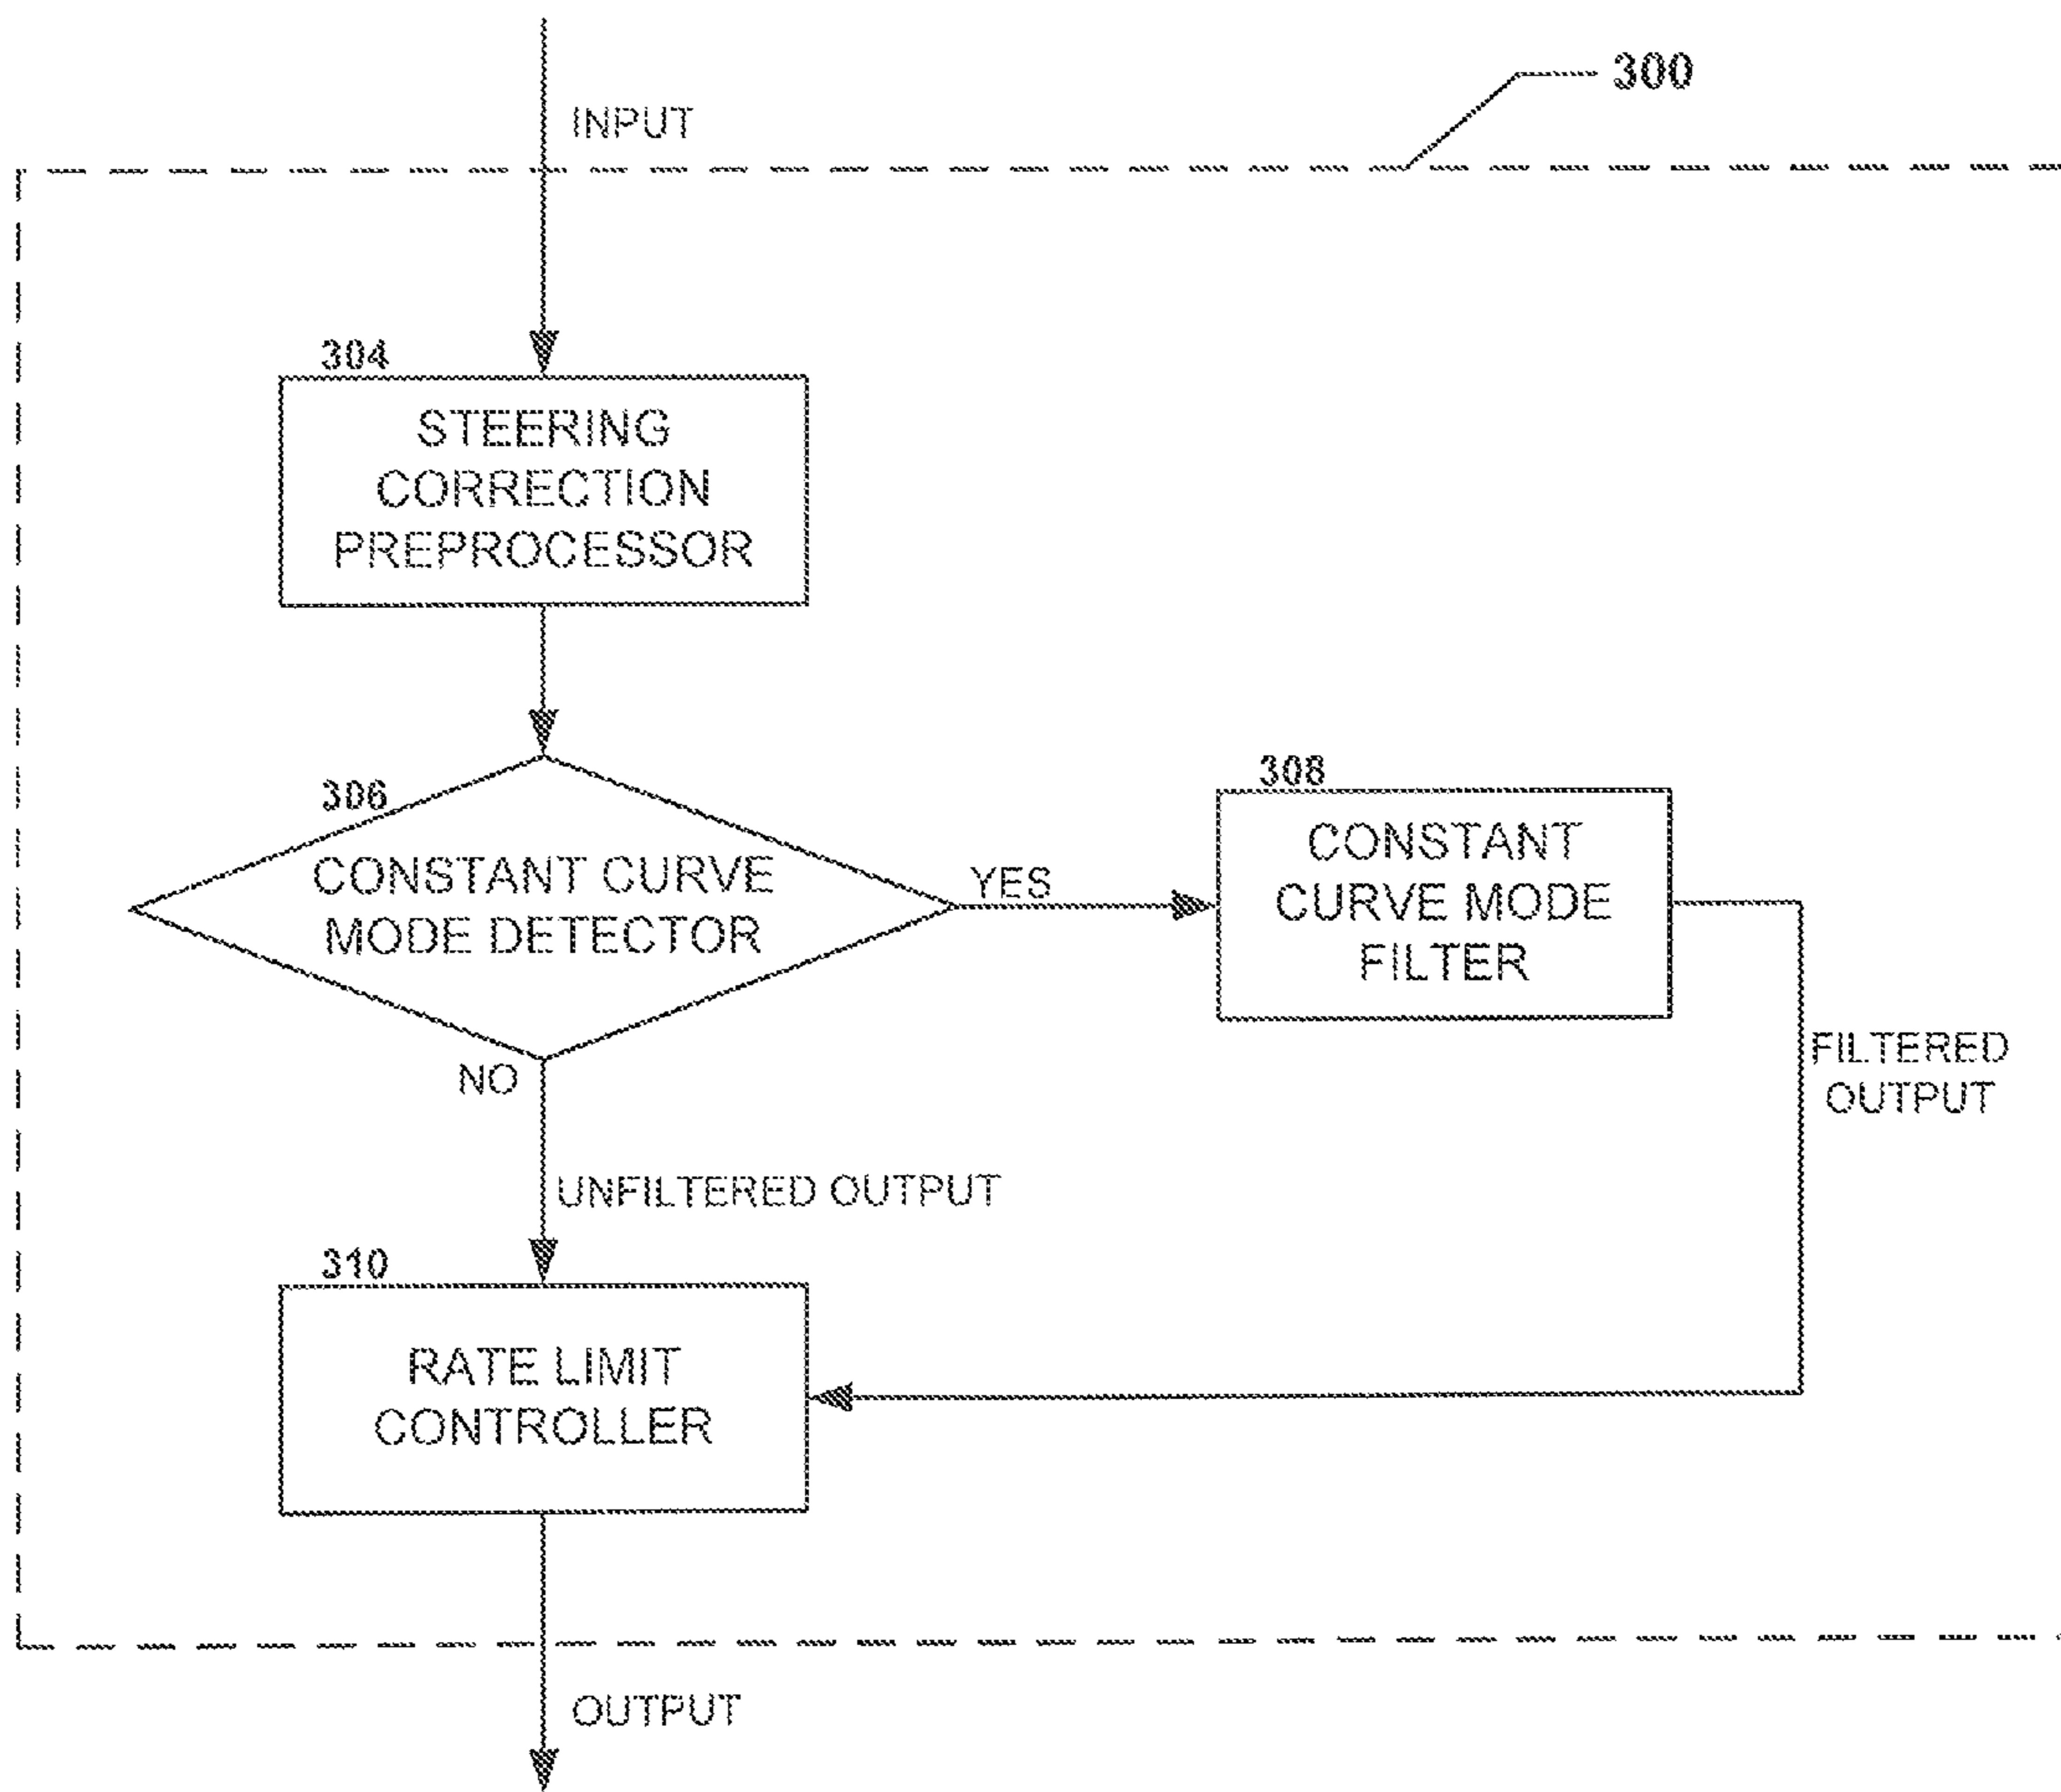 300
INPUT
304
STEERING
CORRECTION
PREPROCESSOR
306
CONSTANT CURVE
MODE DETECTOR
YES
308
CONSTANT
CURVE MODE
FILTER
NO
FILTERED
OUTPUT
UNFILTERED OUTPUT
310
RATE LIMIT
CONTROLLER
OUTPUT